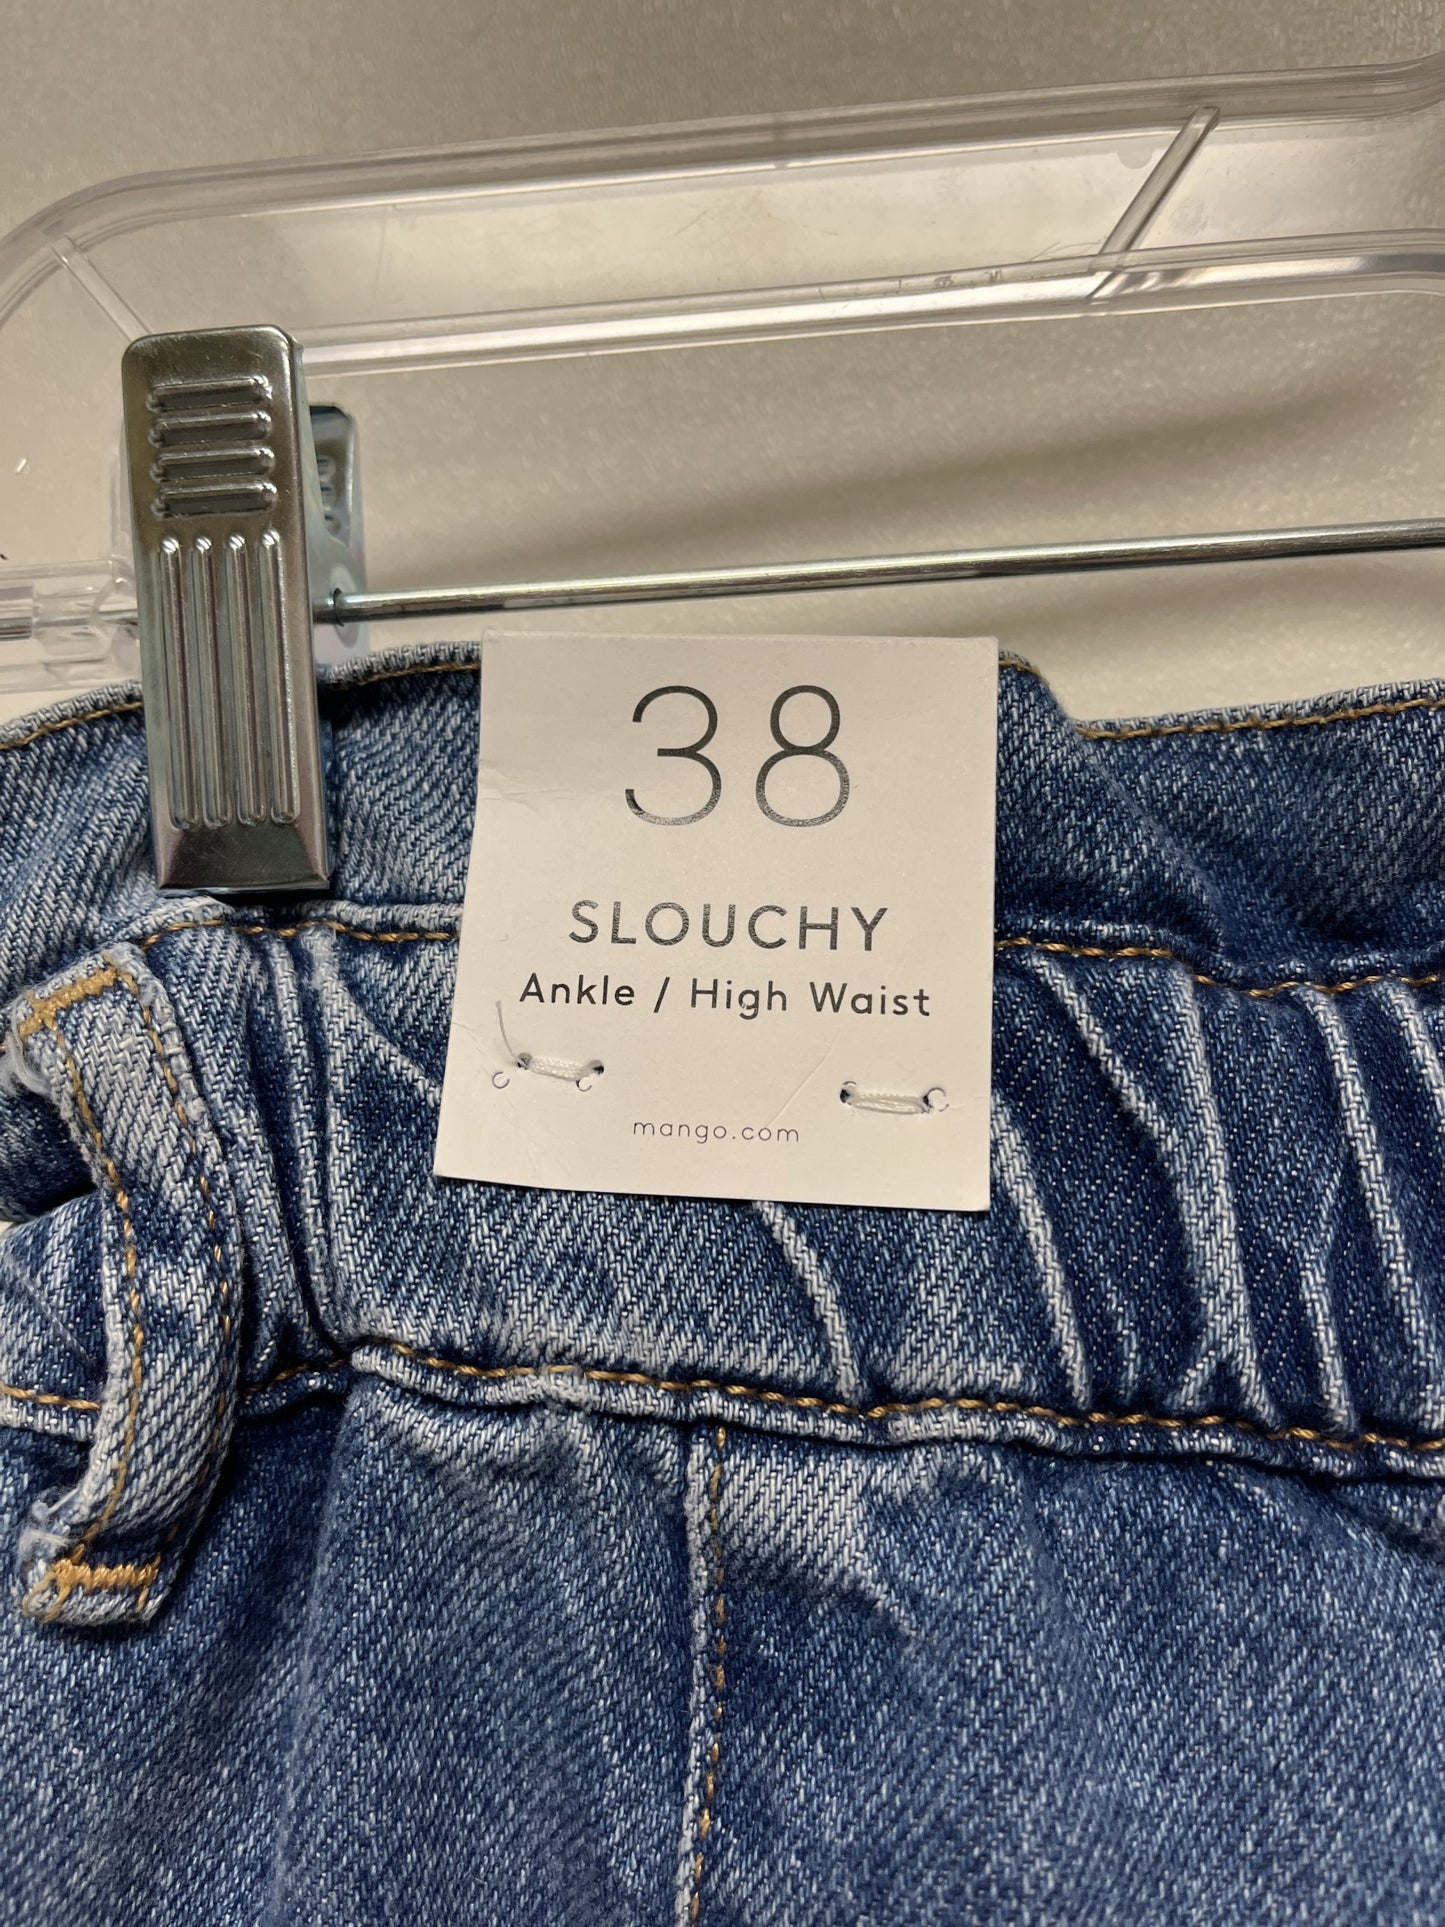 38
SLOUCHY
Ankle / High Waist
mango.com